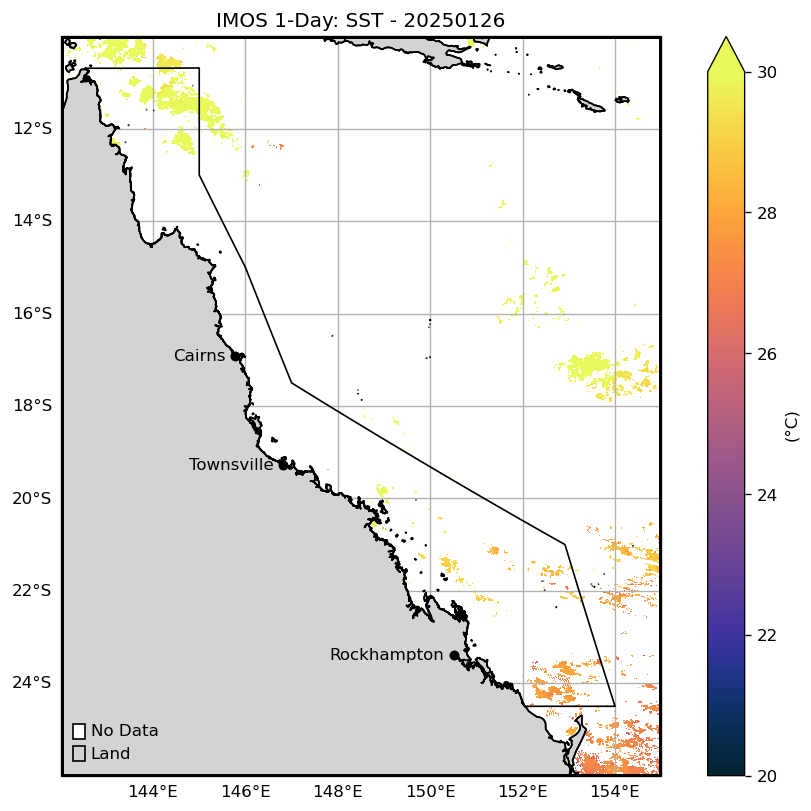 IMOS 1-Day: SST - 20250126
12°S
14°S
16°S
18°S
20°S
22°S
24°S
Cairns
Townsville
Rockhampton
No Data
Land
144°E 146°E 148°E 150°E 152°E 154°E
30
28
26
24
22
20
(°C)